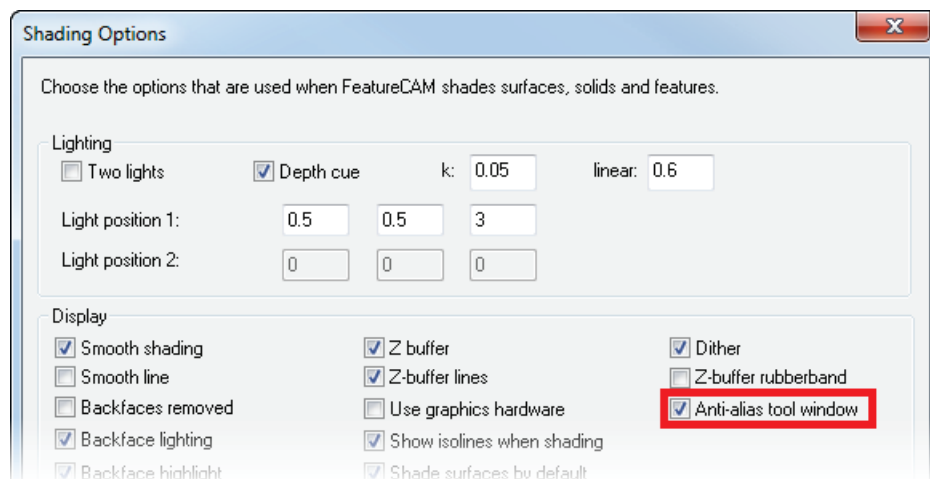 Shading Options
Choose the options that are used when FeatureCAM shades surfaces, solids and features.
Lighting
Two lights Depth cue k: 0.05 linear: 0.6
Light position 1: 0.5 0.5 3
Light position 2: 0 0 0
Display
Smooth shading Z buffer Dither
Smooth line Z-buffer lines Z-buffer rubberband
Backfaces removed Use graphics hardware Anti-alias tool window
Backface lighting Show isolines when shading
Backface highlight Shade surfaces by default